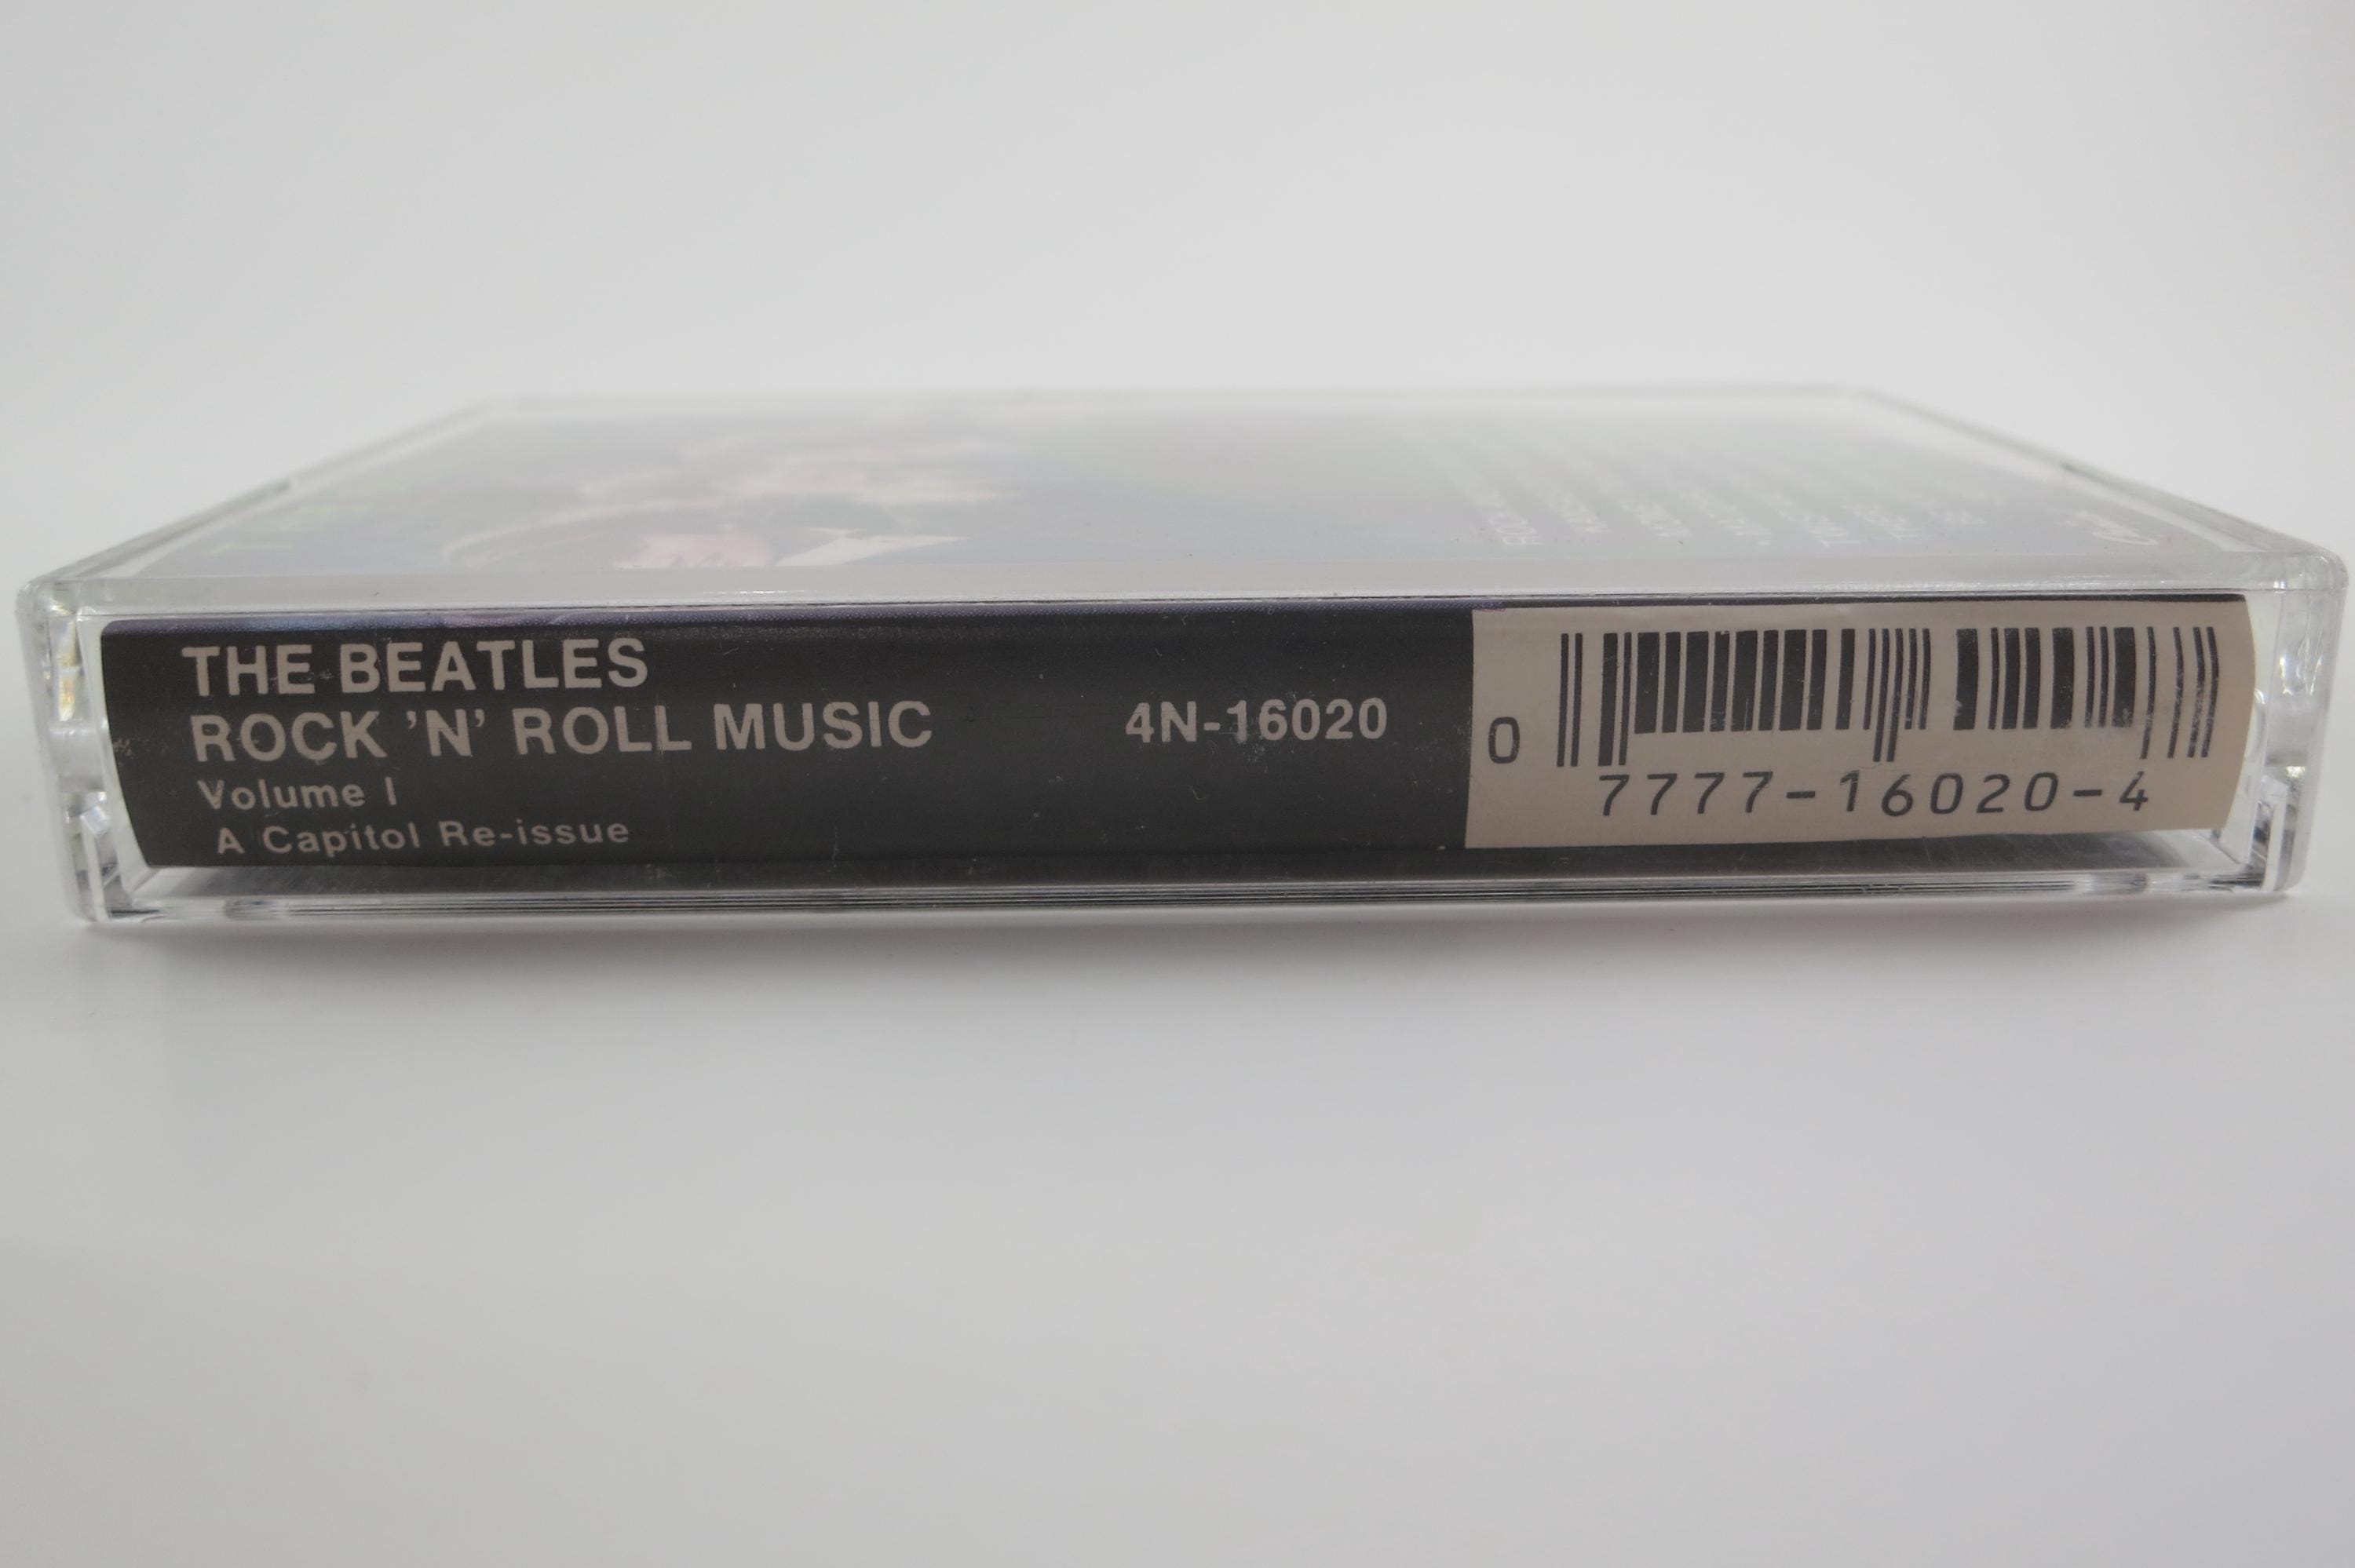 THE BEATLES
ROCK 'N' ROLL MUSIC
Volume I
A Capitol Re-issue
4N-16020
0
7777-16020-4